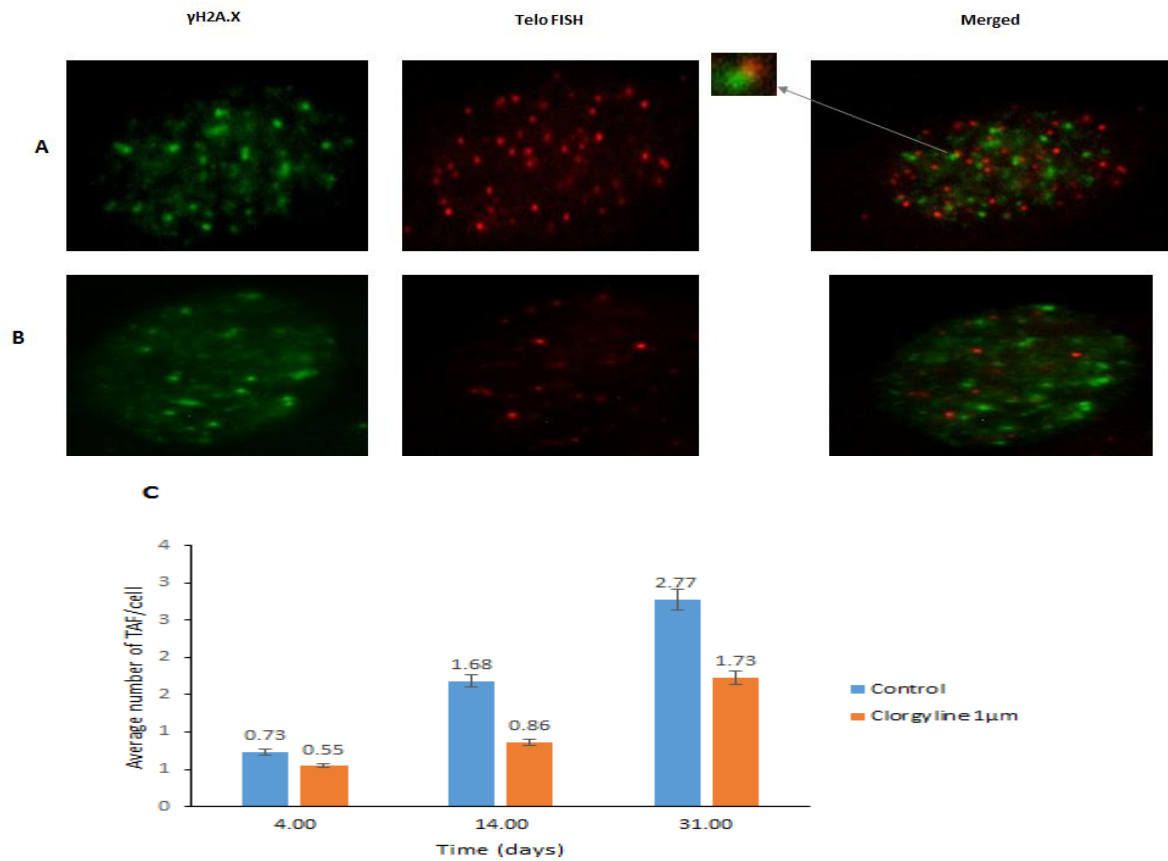 γH2A.X Telo FISH Merged
A
B
C
Average number of TAF/cell
4
3
3
2
2
1
1
0
0.73 0.55
1.68 0.86
2.77 1.73
4.00 14.00 31.00
Time (days)
Control
Clorgyline 1μm